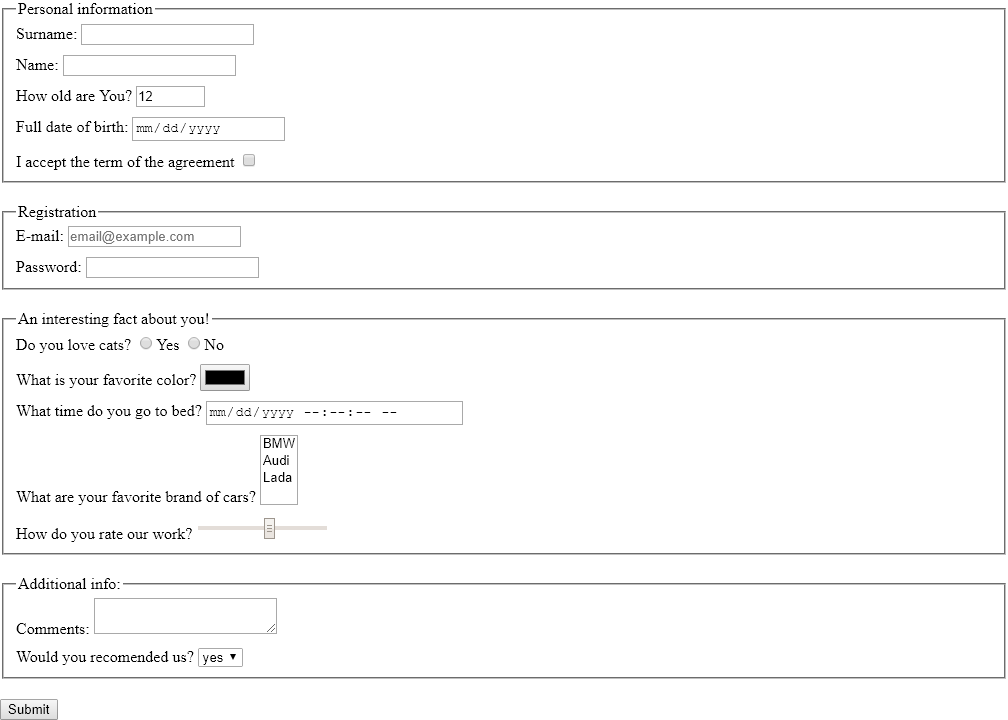 Personal information
Surname:
Name:
How old are You? 12
Full date of birth: mm/dd/yyyy
I accept the term of the agreement
Registration
E-mail: email@example.com
Password:
An interesting fact about you!
Do you love cats? Yes No
What is your favorite color?
What time do you go to bed? mm/dd/yyyy --:--:-- --
BMW
Audi
Lada
What are your favorite brand of cars?
How do you rate our work?
Additional info:
Comments:
Would you recomended us? yes
Submit